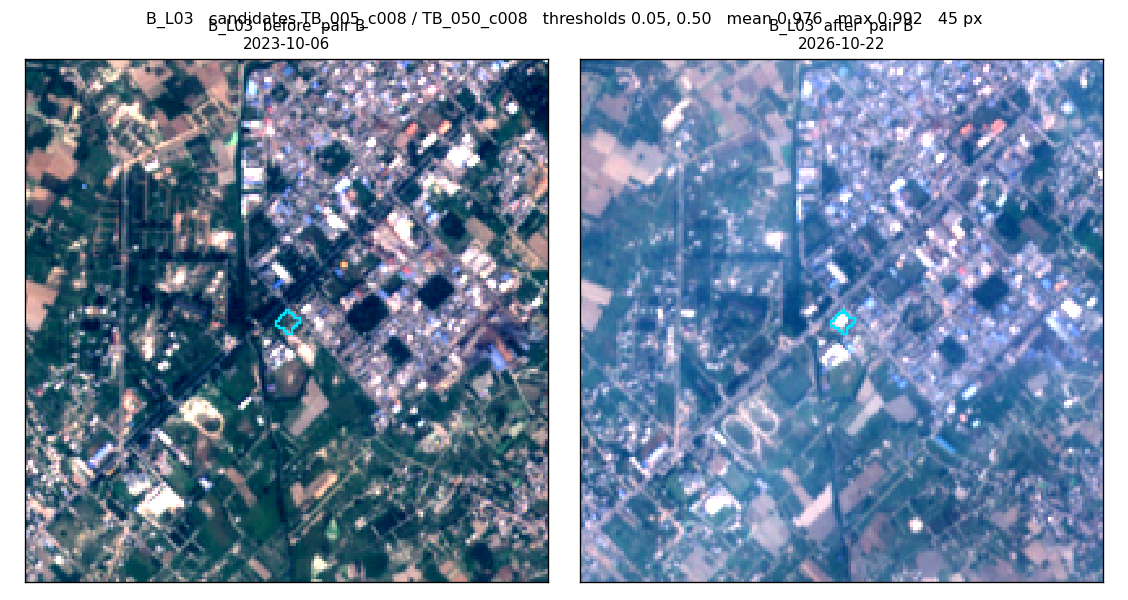 B_L03 candidates TB_005_c008 / TB_050_c008 thresholds 0.05, 0.50 mean 0.976 max 0.992 45 px
B_L03 before pair B
2023-10-06
B_L03 after pair B
2026-10-22